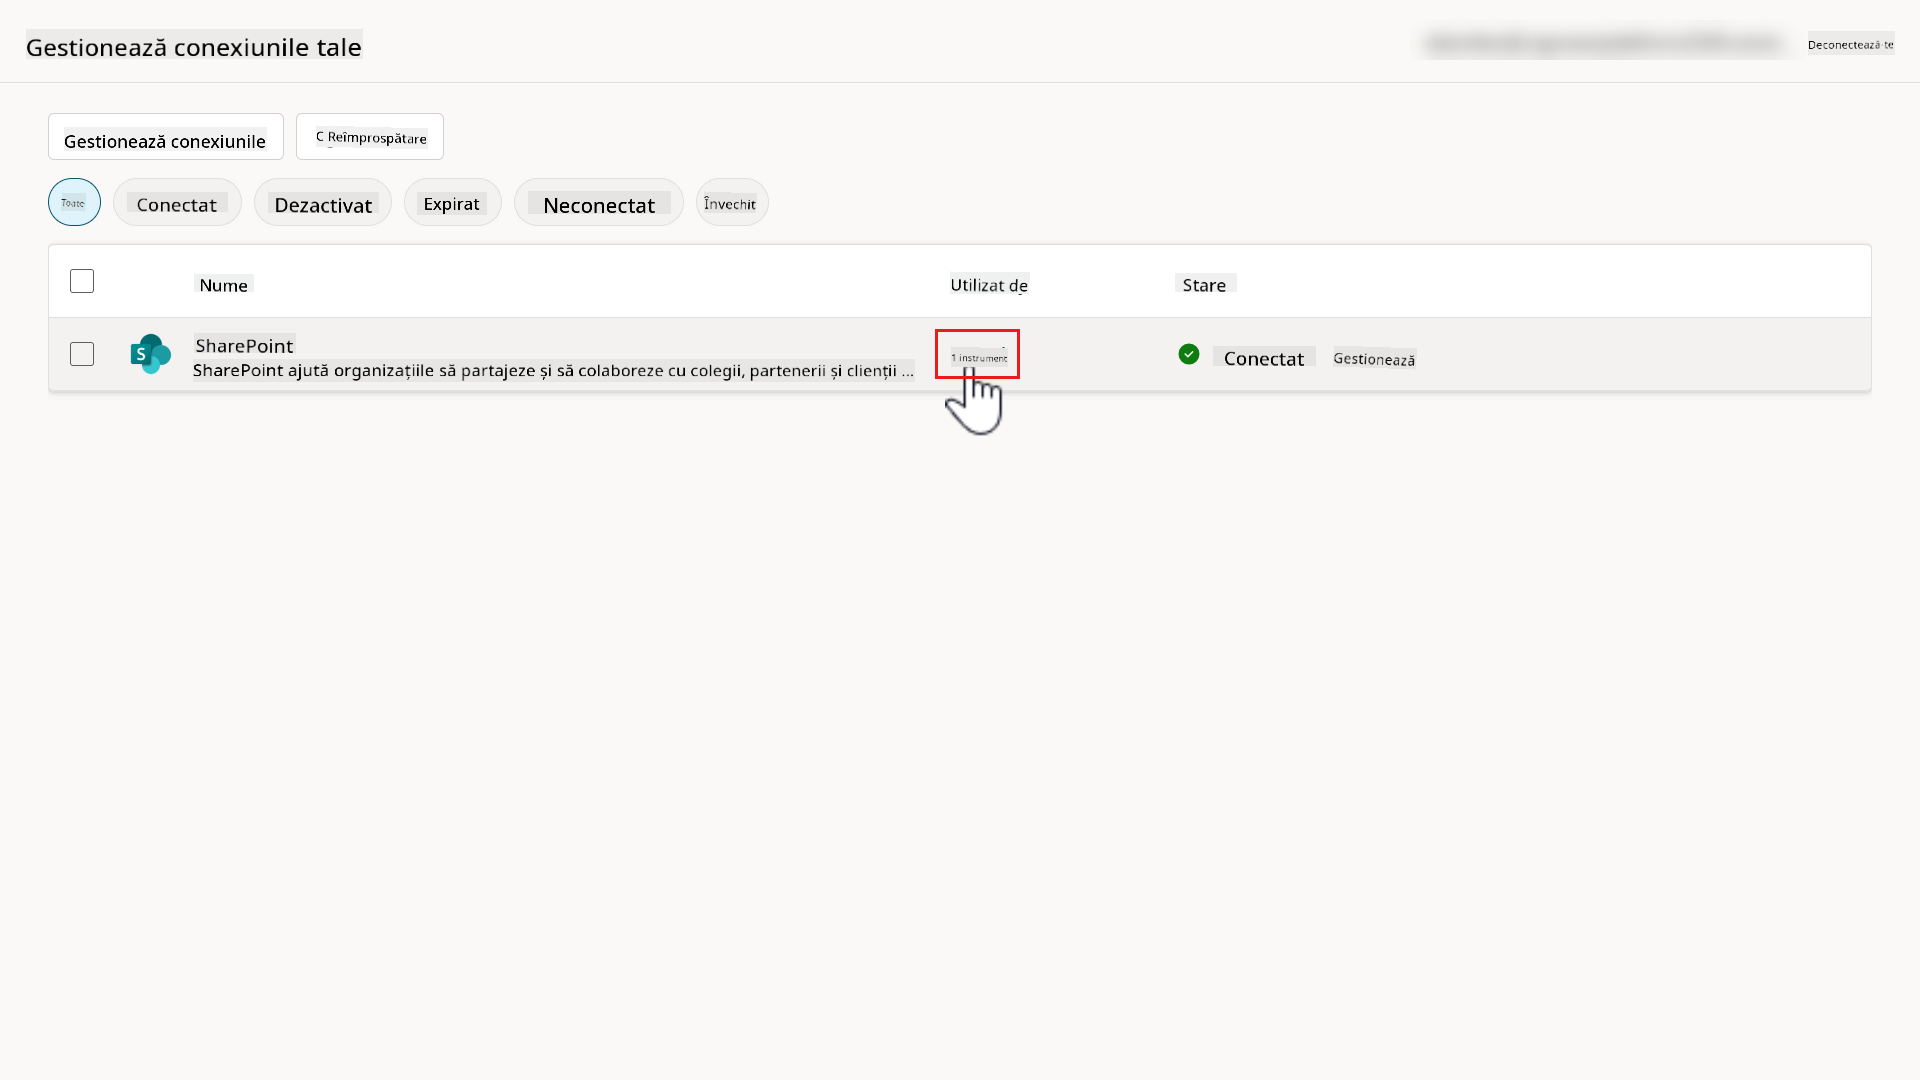 Gestionează conexiunile tale
Deconectează-te
Gestionează conexiunile
C Reîmprospătare
Toate
Conectat
Dezactivat
Expirat
Neconectat
Învechit
Nume
Utilizat de
Stare
SharePoint
SharePoint ajută organizațiile să partajeze și să colaboreze cu colegii, partenerii și clienții ...
1 instrument
Conectat
Gestionează